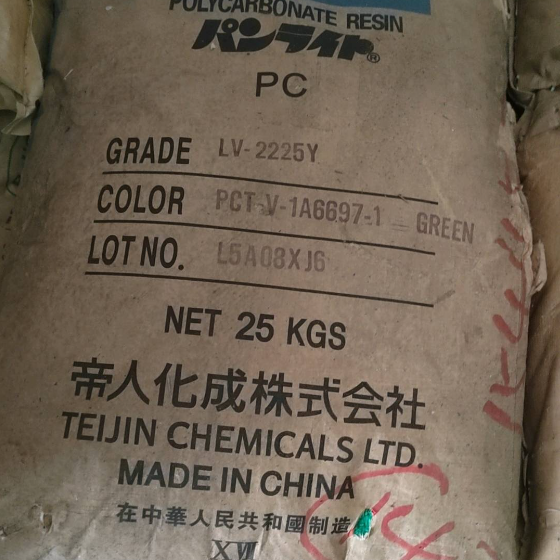 POLYCARBONATE RESIN
パンライト®
PC
GRADE LV-2225Y
COLOR PCT-V-1A6697-1 GREEN
LOT NO. L5A08XJ6
NET 25 KGS
帝人化成株式会社
TEIJIN CHEMICALS LTD.
MADE IN CHINA
在中華人民共和國制造
XVI